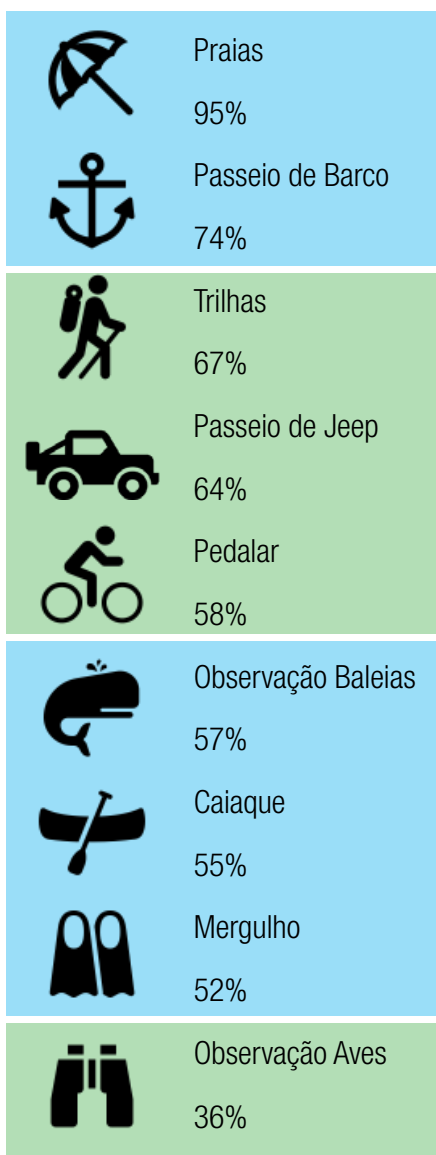 Praias
95%
Passeio de Barco
74%
Trilhas
67%
Passeio de Jeep
64%
Pedalar
58%
Observação Baleias
57%
Caiaque
55%
Mergulho
52%
Observação Aves
36%